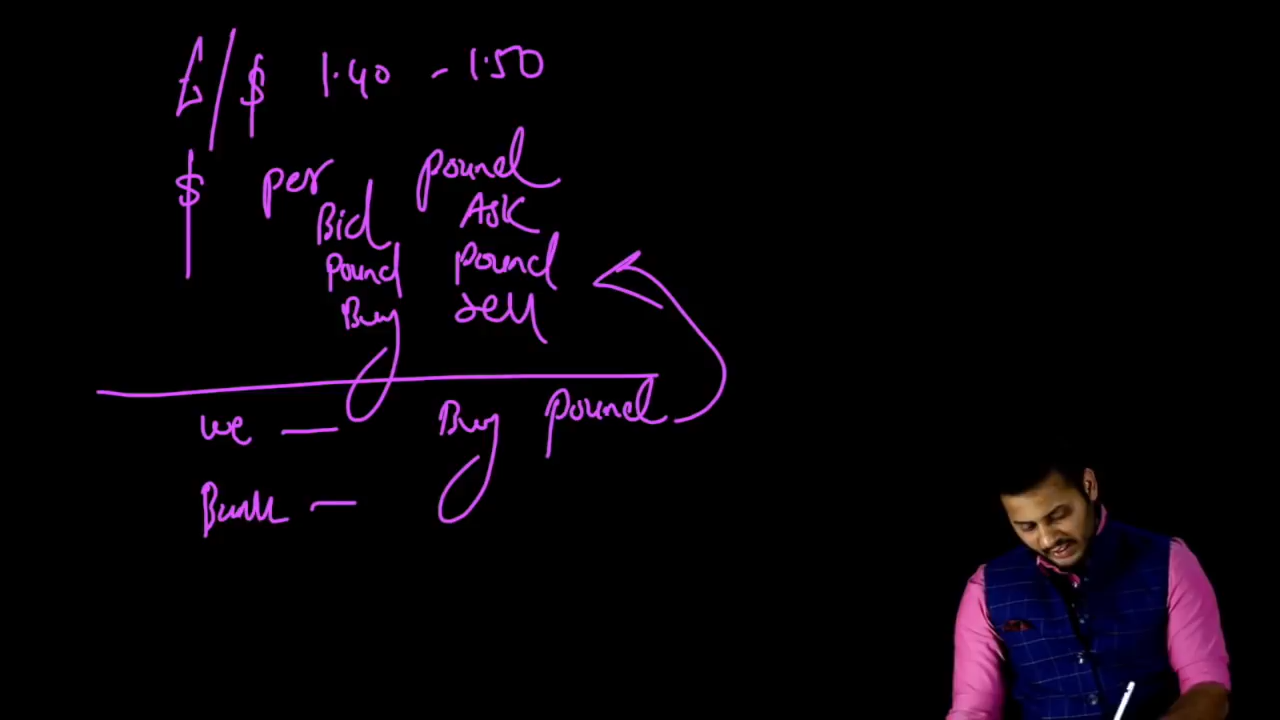 £/$ 1.40 - 1.50
$ per pound
Bid Ask
Pound pound
Buy sell
we — Buy pound
Bank —